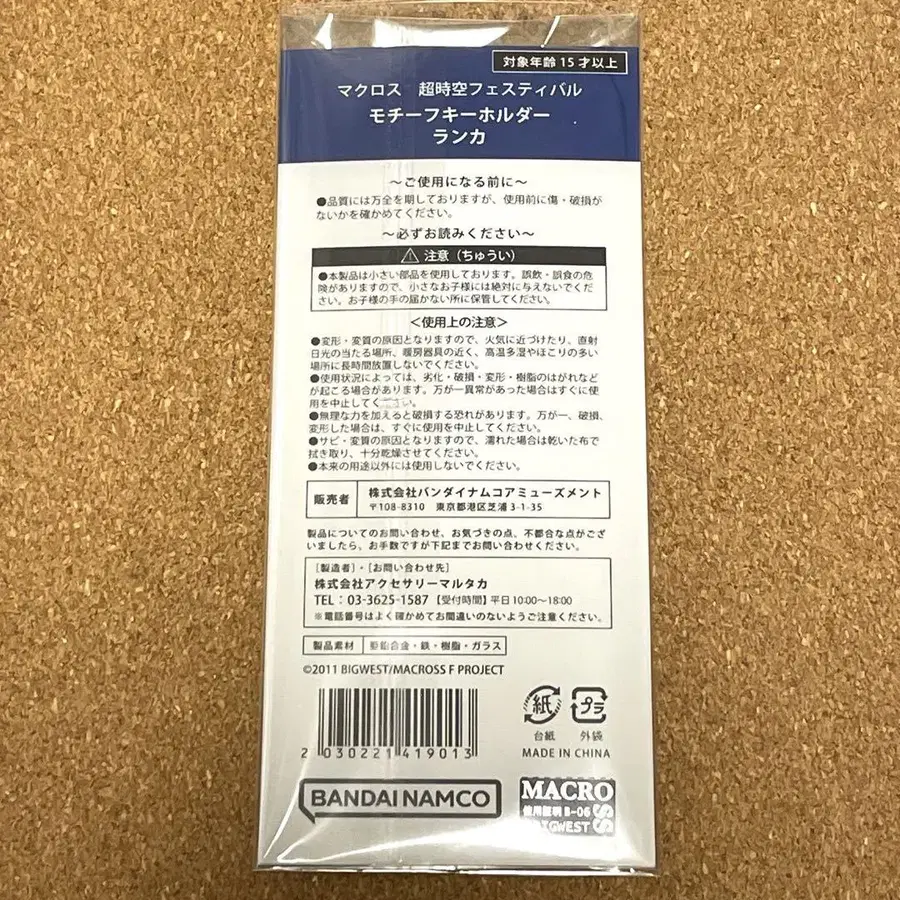 対象年齢15才以上
マクロス 超時空フェスティバル
モチーフキーホルダー
ランカ
～ご使用になる前に～
●品質には万全を期しておりますが、使用前に傷・破損が
ないかを確かめてください。
～必ずお読みください～
⚠ 注意（ちゅうい）
●本製品は小さい部品を使用しております。誤飲・誤食の危
険がありますので、小さなお子様には絶対に与えないでくだ
さい。お子様の手の届かない所に保管してください。
＜使用上の注意＞
●変形・変質の原因となりますので、火気に近づけたり、直射
日光の当たる場所、暖房器具の近く、高温多湿やほこりの多い
場所に長時間放置しないでください。
●使用状況によっては、劣化・破損・変形・樹脂のはがれなど
が起こる場合があります。万が一異常があった場合はすぐに使
用を中止してください。
●無理な力を加えると破損する恐れがあります。万が一、破損、
変形した場合は、すぐに使用を中止してください。
●サビ・変質の原因となりますので、濡れた場合は乾いた布で
拭き取り、十分乾燥させてください。
●本来の用途以外には使用しないでください。
販売者 株式会社バンダイナムコアミューズメント
〒108-8310 東京都港区芝浦3-1-35
製品についてのお問い合わせ、お気づきの点、不都合な点がござ
いましたら、お手数ですが下記までお問い合わせください。
［製造者］・［お問い合わせ先］
株式会社アクセサリーマルタカ
TEL：03-3625-1587【受付時間】平日10:00～18:00
※電話番号はよく確かめてお間違いのないようご注意ください。
製品素材 亜鉛合金・鉄・樹脂・ガラス
©2011 BIGWEST/MACROSS F PROJECT
紙 プラ
台紙 外袋
MADE IN CHINA
2 030221 419013
BANDAI NAMCO
MACROSS
使用証明 B-06
BIGWEST